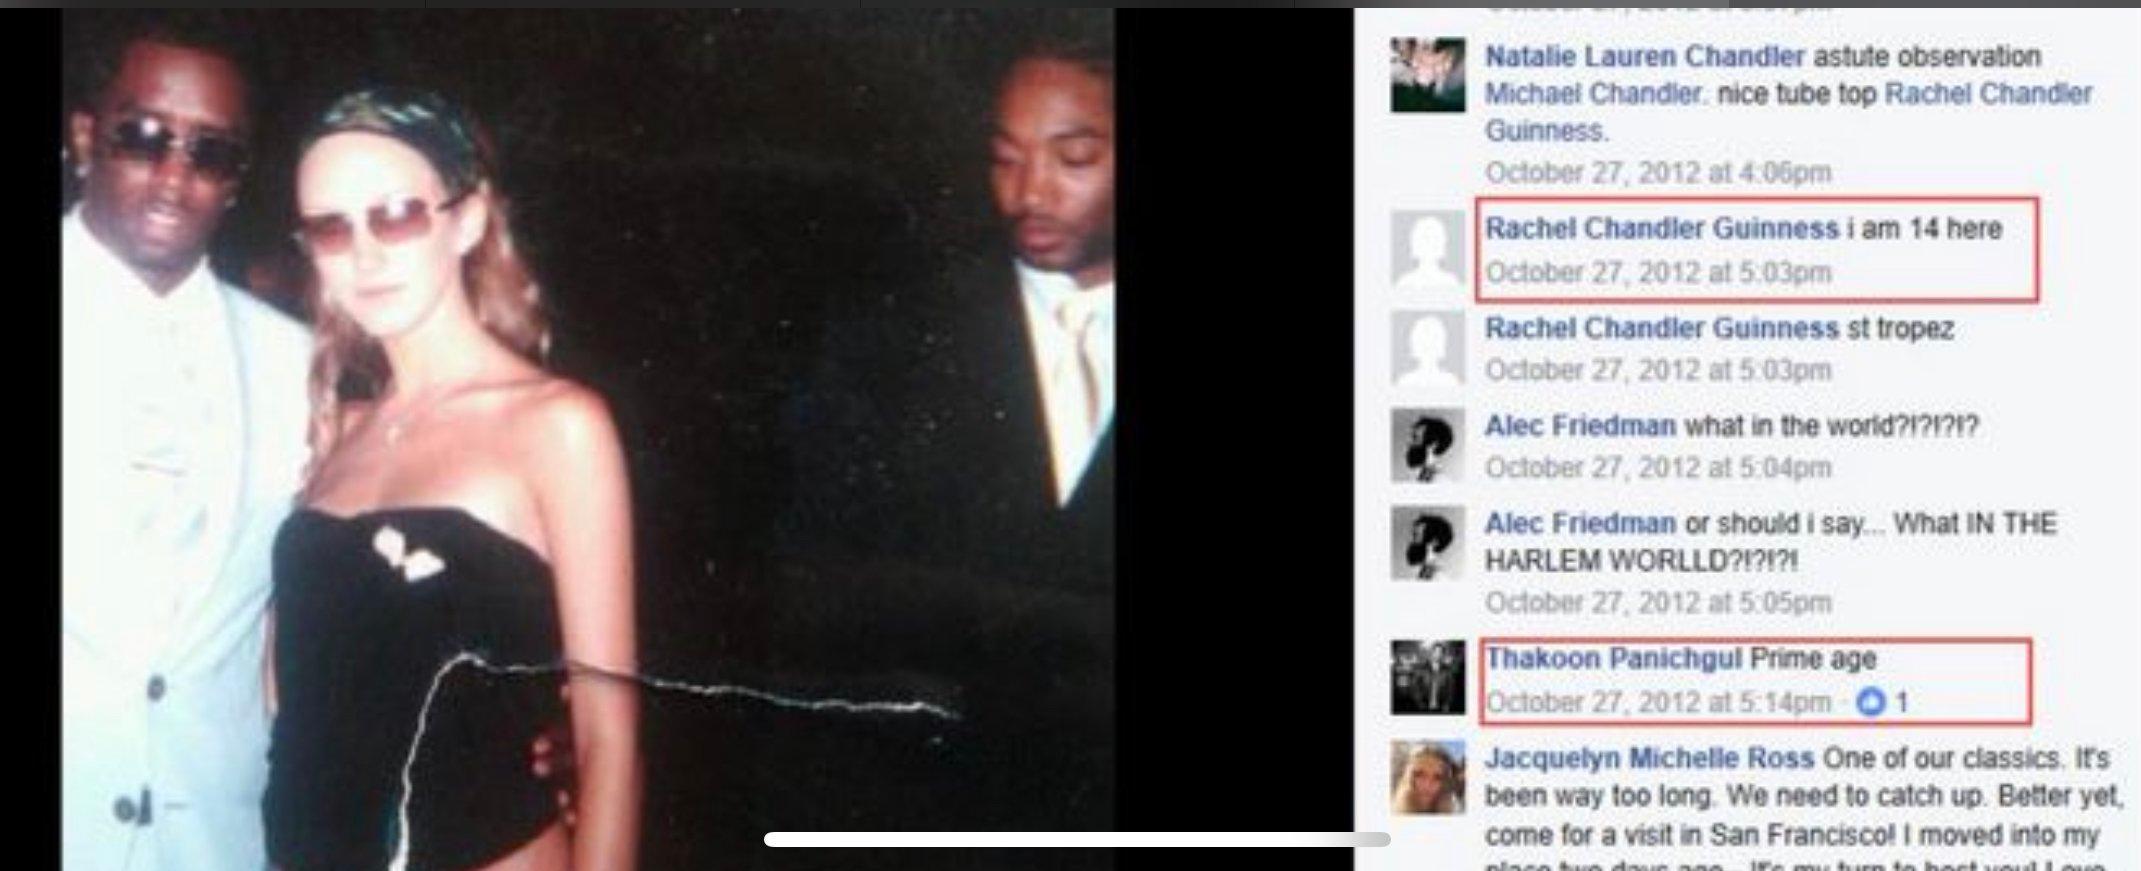 Natalie Lauren Chandler astute observation
Michael Chandler. nice tube top Rachel Chandler
Guinness.
October 27, 2012 at 4:06pm
Rachel Chandler Guinness i am 14 here
October 27, 2012 at 5:03pm
Rachel Chandler Guinness st tropez
October 27, 2012 at 5:03pm
Alec Friedman what in the world?!?!?!?
October 27, 2012 at 5:04pm
Alec Friedman or should i say... What IN THE
HARLEM WORLLD?!?!?!
October 27, 2012 at 5:05pm
Thakoon Panichgul Prime age
October 27, 2012 at 5:14pm · 1
Jacquelyn Michelle Ross One of our classics. It's
been way too long. We need to catch up. Better yet,
come for a visit in San Francisco! I moved into my